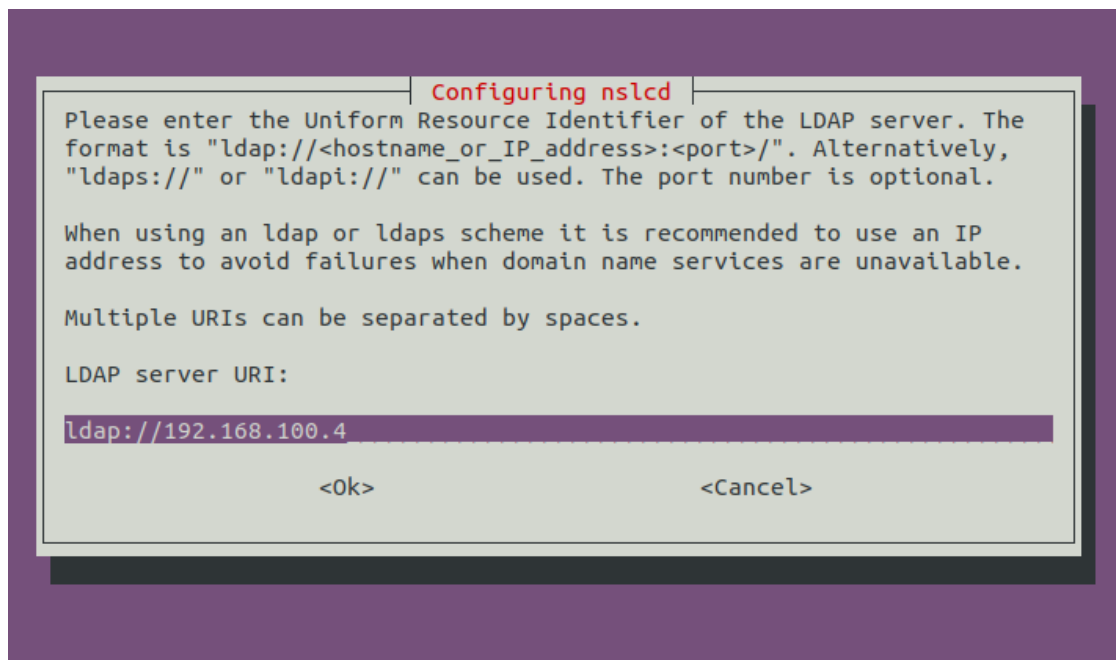 Configuring nslcd
Please enter the Uniform Resource Identifier of the LDAP server. The
format is "ldap://<hostname_or_IP_address>:<port>/". Alternatively,
"ldaps://" or "ldapi://" can be used. The port number is optional.
When using an ldap or ldaps scheme it is recommended to use an IP
address to avoid failures when domain name services are unavailable.
Multiple URIs can be separated by spaces.
LDAP server URI:
ldap://192.168.100.4
<Ok> <Cancel>